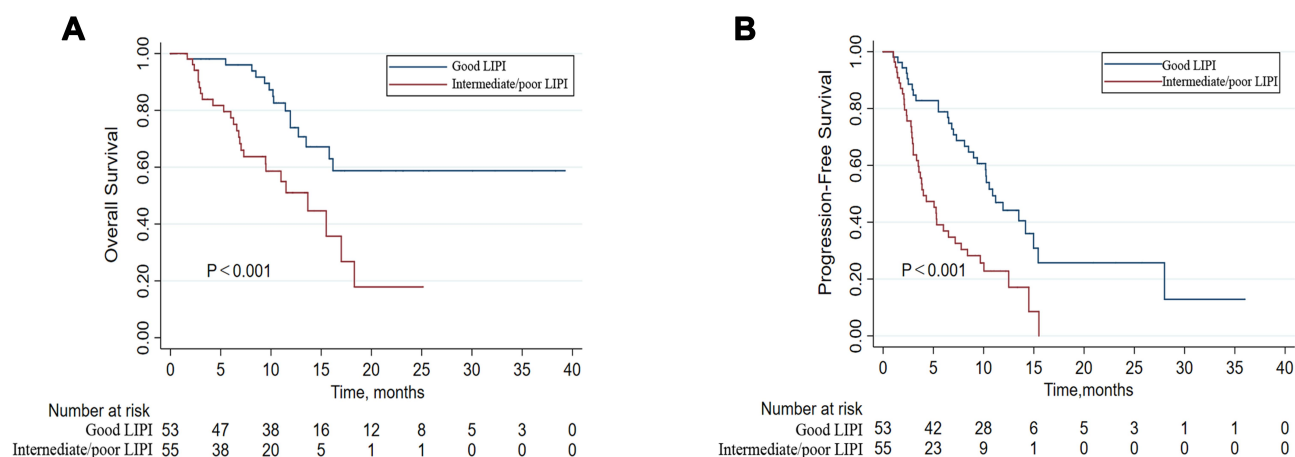 A
Overall Survival
1.00
0.80
0.60
0.40
0.20
0.00
Good LIPI
Intermediate/poor LIPI
P<0.001
0 5 10 15 20 25 30 35 40
Time, months
Number at risk
Good LIPI 53 47 38 16 12 8 5 3 0
Internediate/poor LIPI 55 38 20 5 1 1 0 0 0
B
Progression-Free Survival
1.00
0.80
0.60
0.40
0.20
0.00
Good LIPI
Intermediate/poor LIPI
P<0.001
0 5 10 15 20 25 30 35 40
Time,months
Number at risk
Good LIPI 53 42 28 6 5 3 1 1 0
Intermediate/poor LIPI 55 23 9 1 0 0 0 0 0